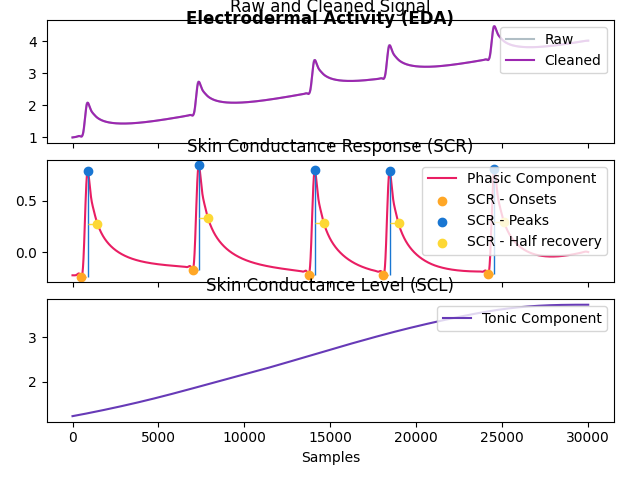 Raw and Cleaned Signal
Electrodermal Activity (EDA)
4
3
2
1
Raw
Cleaned
Skin Conductance Response (SCR)
0.5
0.0
Phasic Component
SCR - Onsets
SCR - Peaks
SCR - Half recovery
Skin Conductance Level (SCL)
3
2
Tonic Component
0 5000 10000 15000 20000 25000 30000
Samples